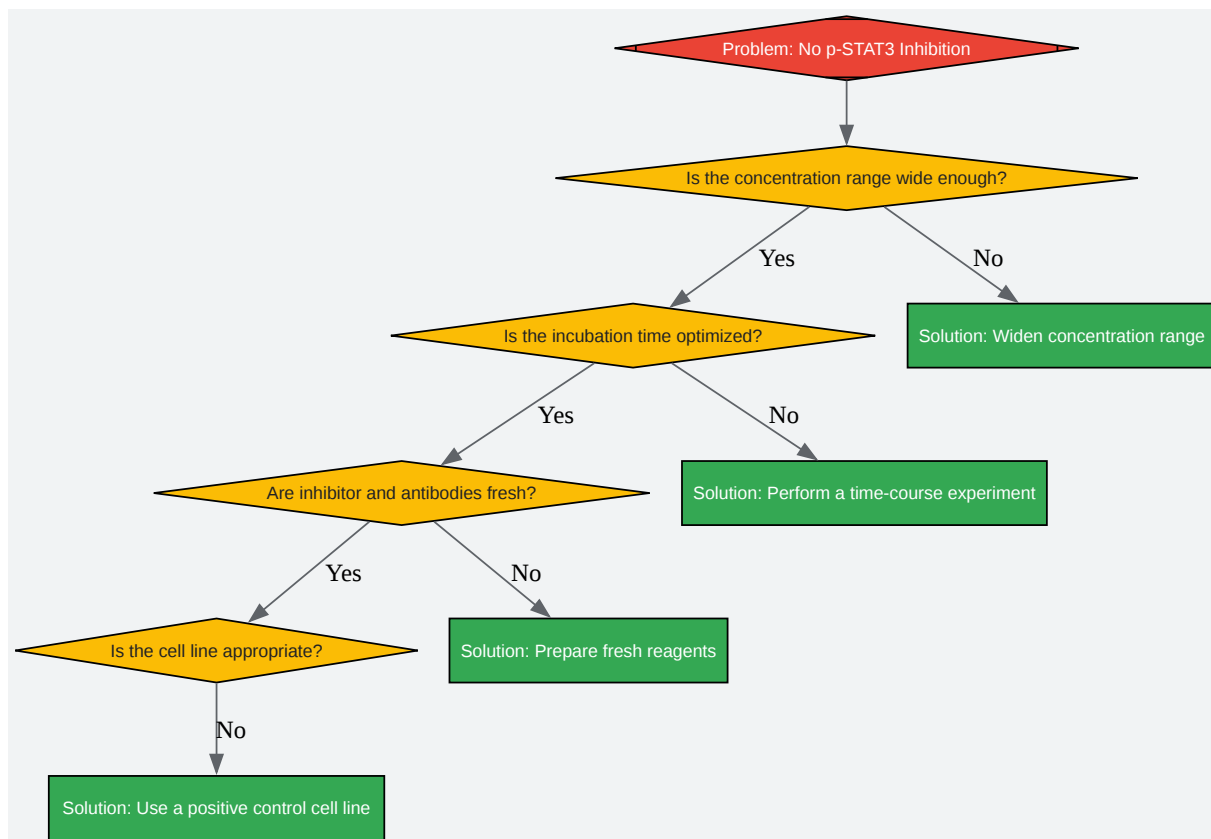 Problem: No p-STAT3 Inhibition
Is the concentration range wide enough?
Yes
No
Is the incubation time optimized?
Solution: Widen concentration range
Yes
No
Are inhibitor and antibodies fresh?
Solution: Perform a time-course experiment
Yes
No
Is the cell line appropriate?
Solution: Prepare fresh reagents
No
Solution: Use a positive control cell line